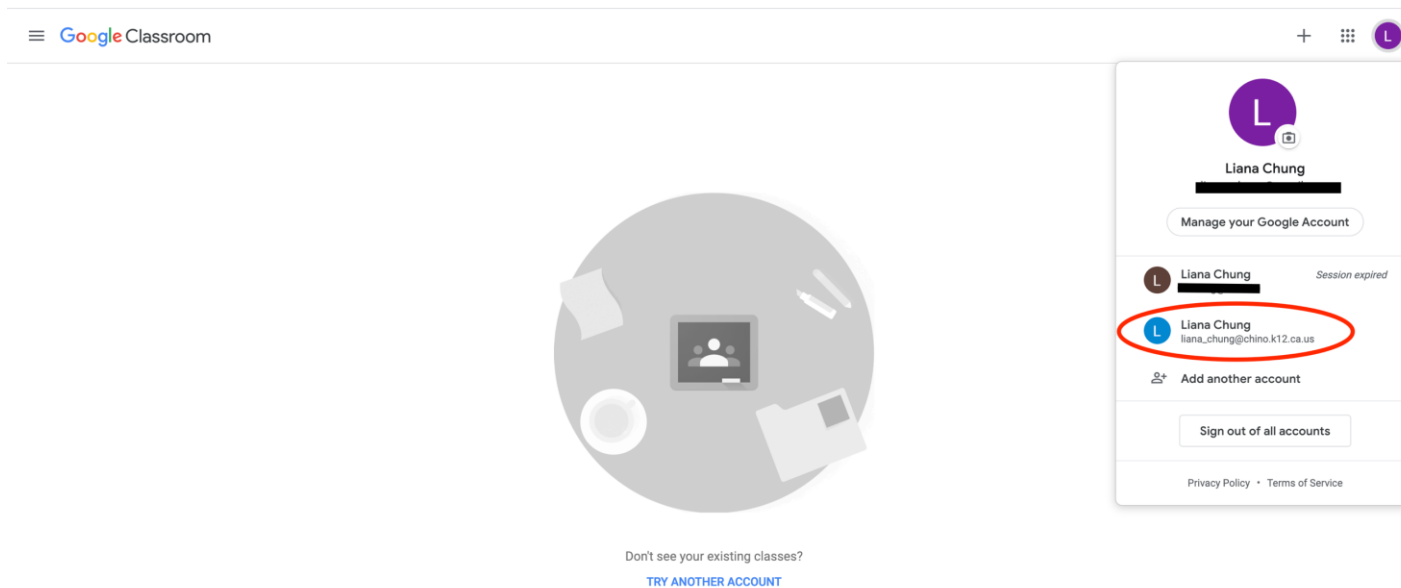 Google Classroom
L
L
Liana Chung
Manage your Google Account
L
Liana Chung
Session expired
L
Liana Chung
liana_chung@chino.k12.ca.us
Add another account
Sign out of all accounts
Privacy Policy • Terms of Service
Don't see your existing classes?
TRY ANOTHER ACCOUNT